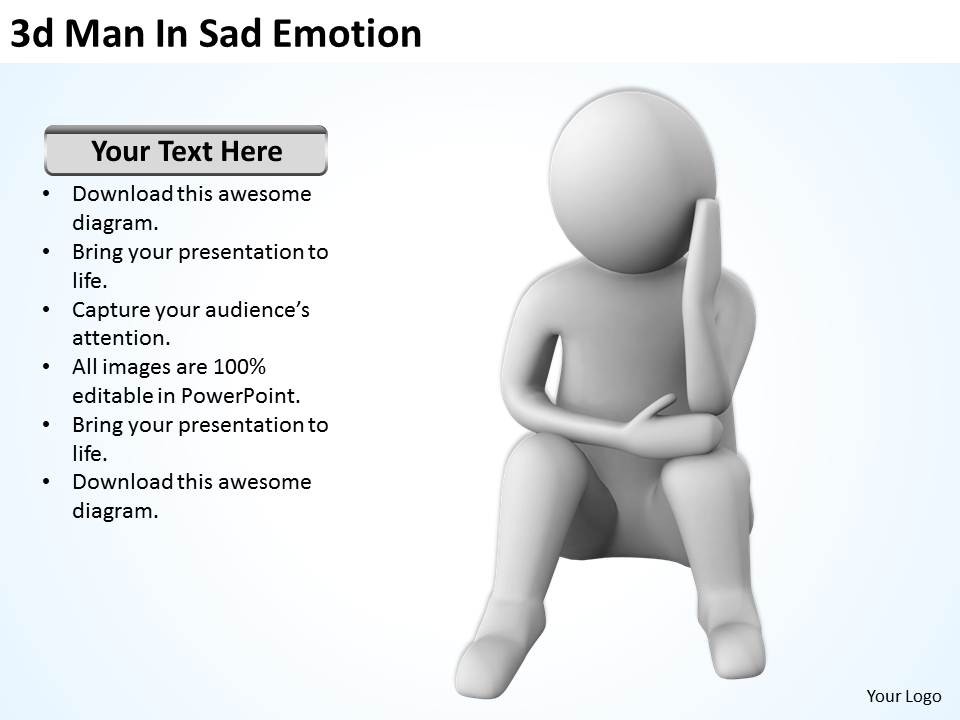 3d Man In Sad Emotion
Your Text Here
• Download this awesome
diagram.
• Bring your presentation to
life.
• Capture your audience’s
attention.
• All images are 100%
editable in PowerPoint.
• Bring your presentation to
life.
• Download this awesome
diagram.
Your Logo